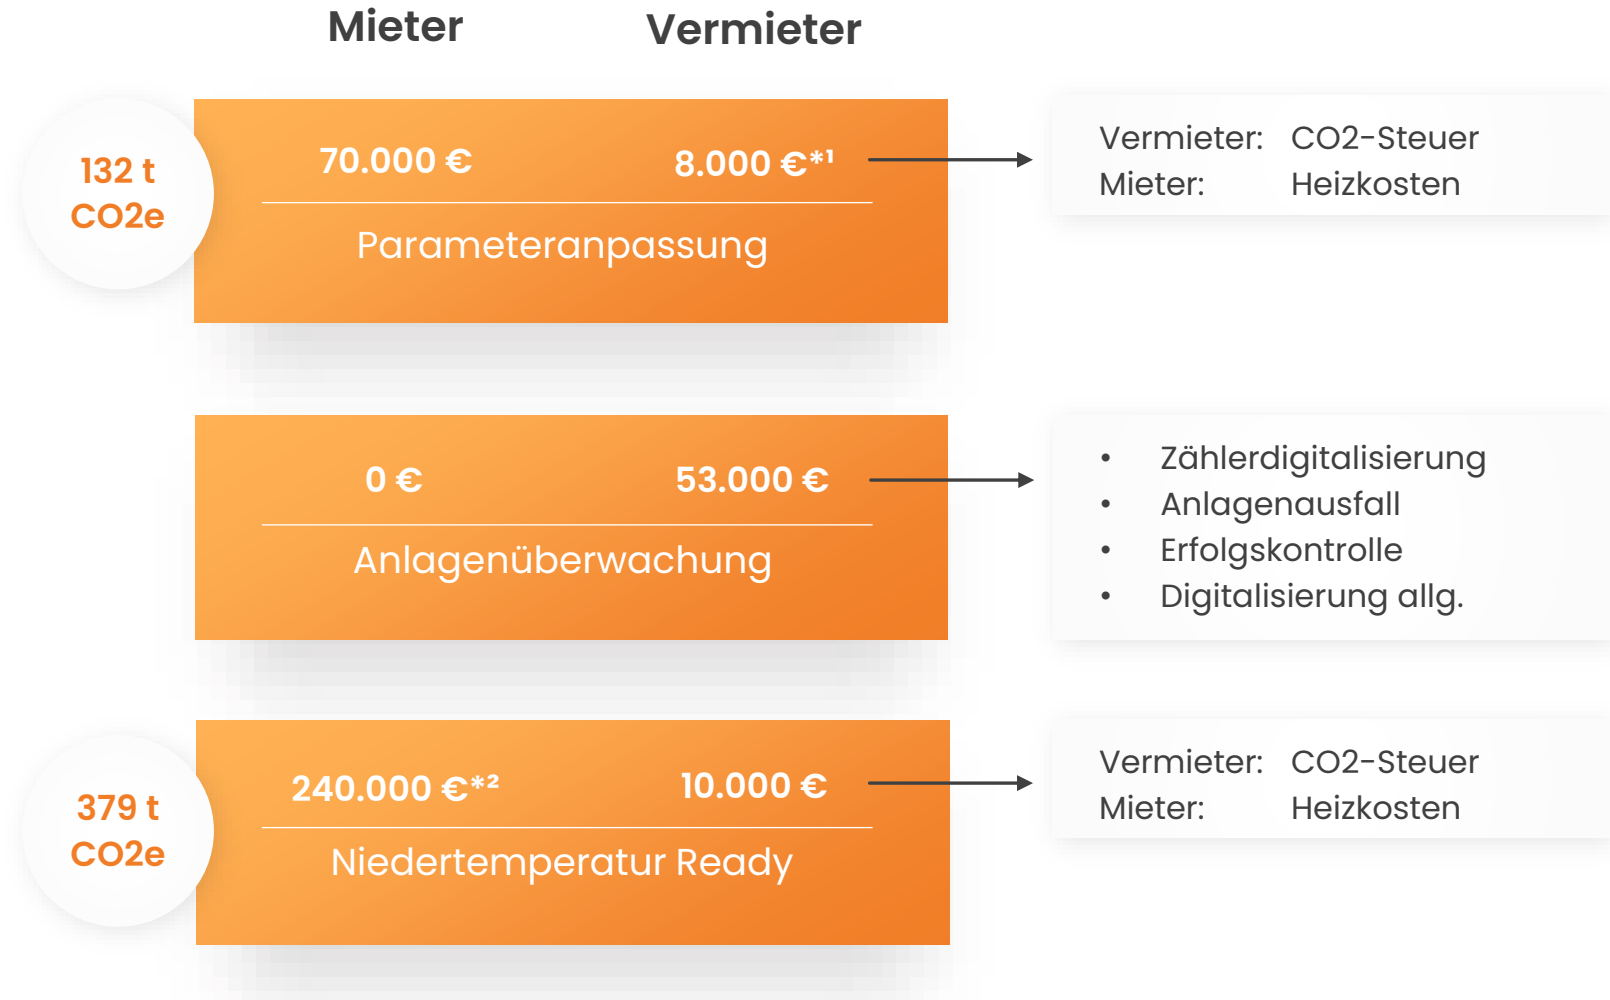 Mieter Vermieter
132 t
CO2e
70.000 € 8.000 €*¹
Parameteranpassung
Vermieter: CO2-Steuer
Mieter: Heizkosten
0 € 53.000 €
Anlagenüberwachung
• Zählerdigitalisierung
• Anlagenausfall
• Erfolgskontrolle
• Digitalisierung allg.
379 t
CO2e
240.000 €*² 10.000 €
Niedertemperatur Ready
Vermieter: CO2-Steuer
Mieter: Heizkosten